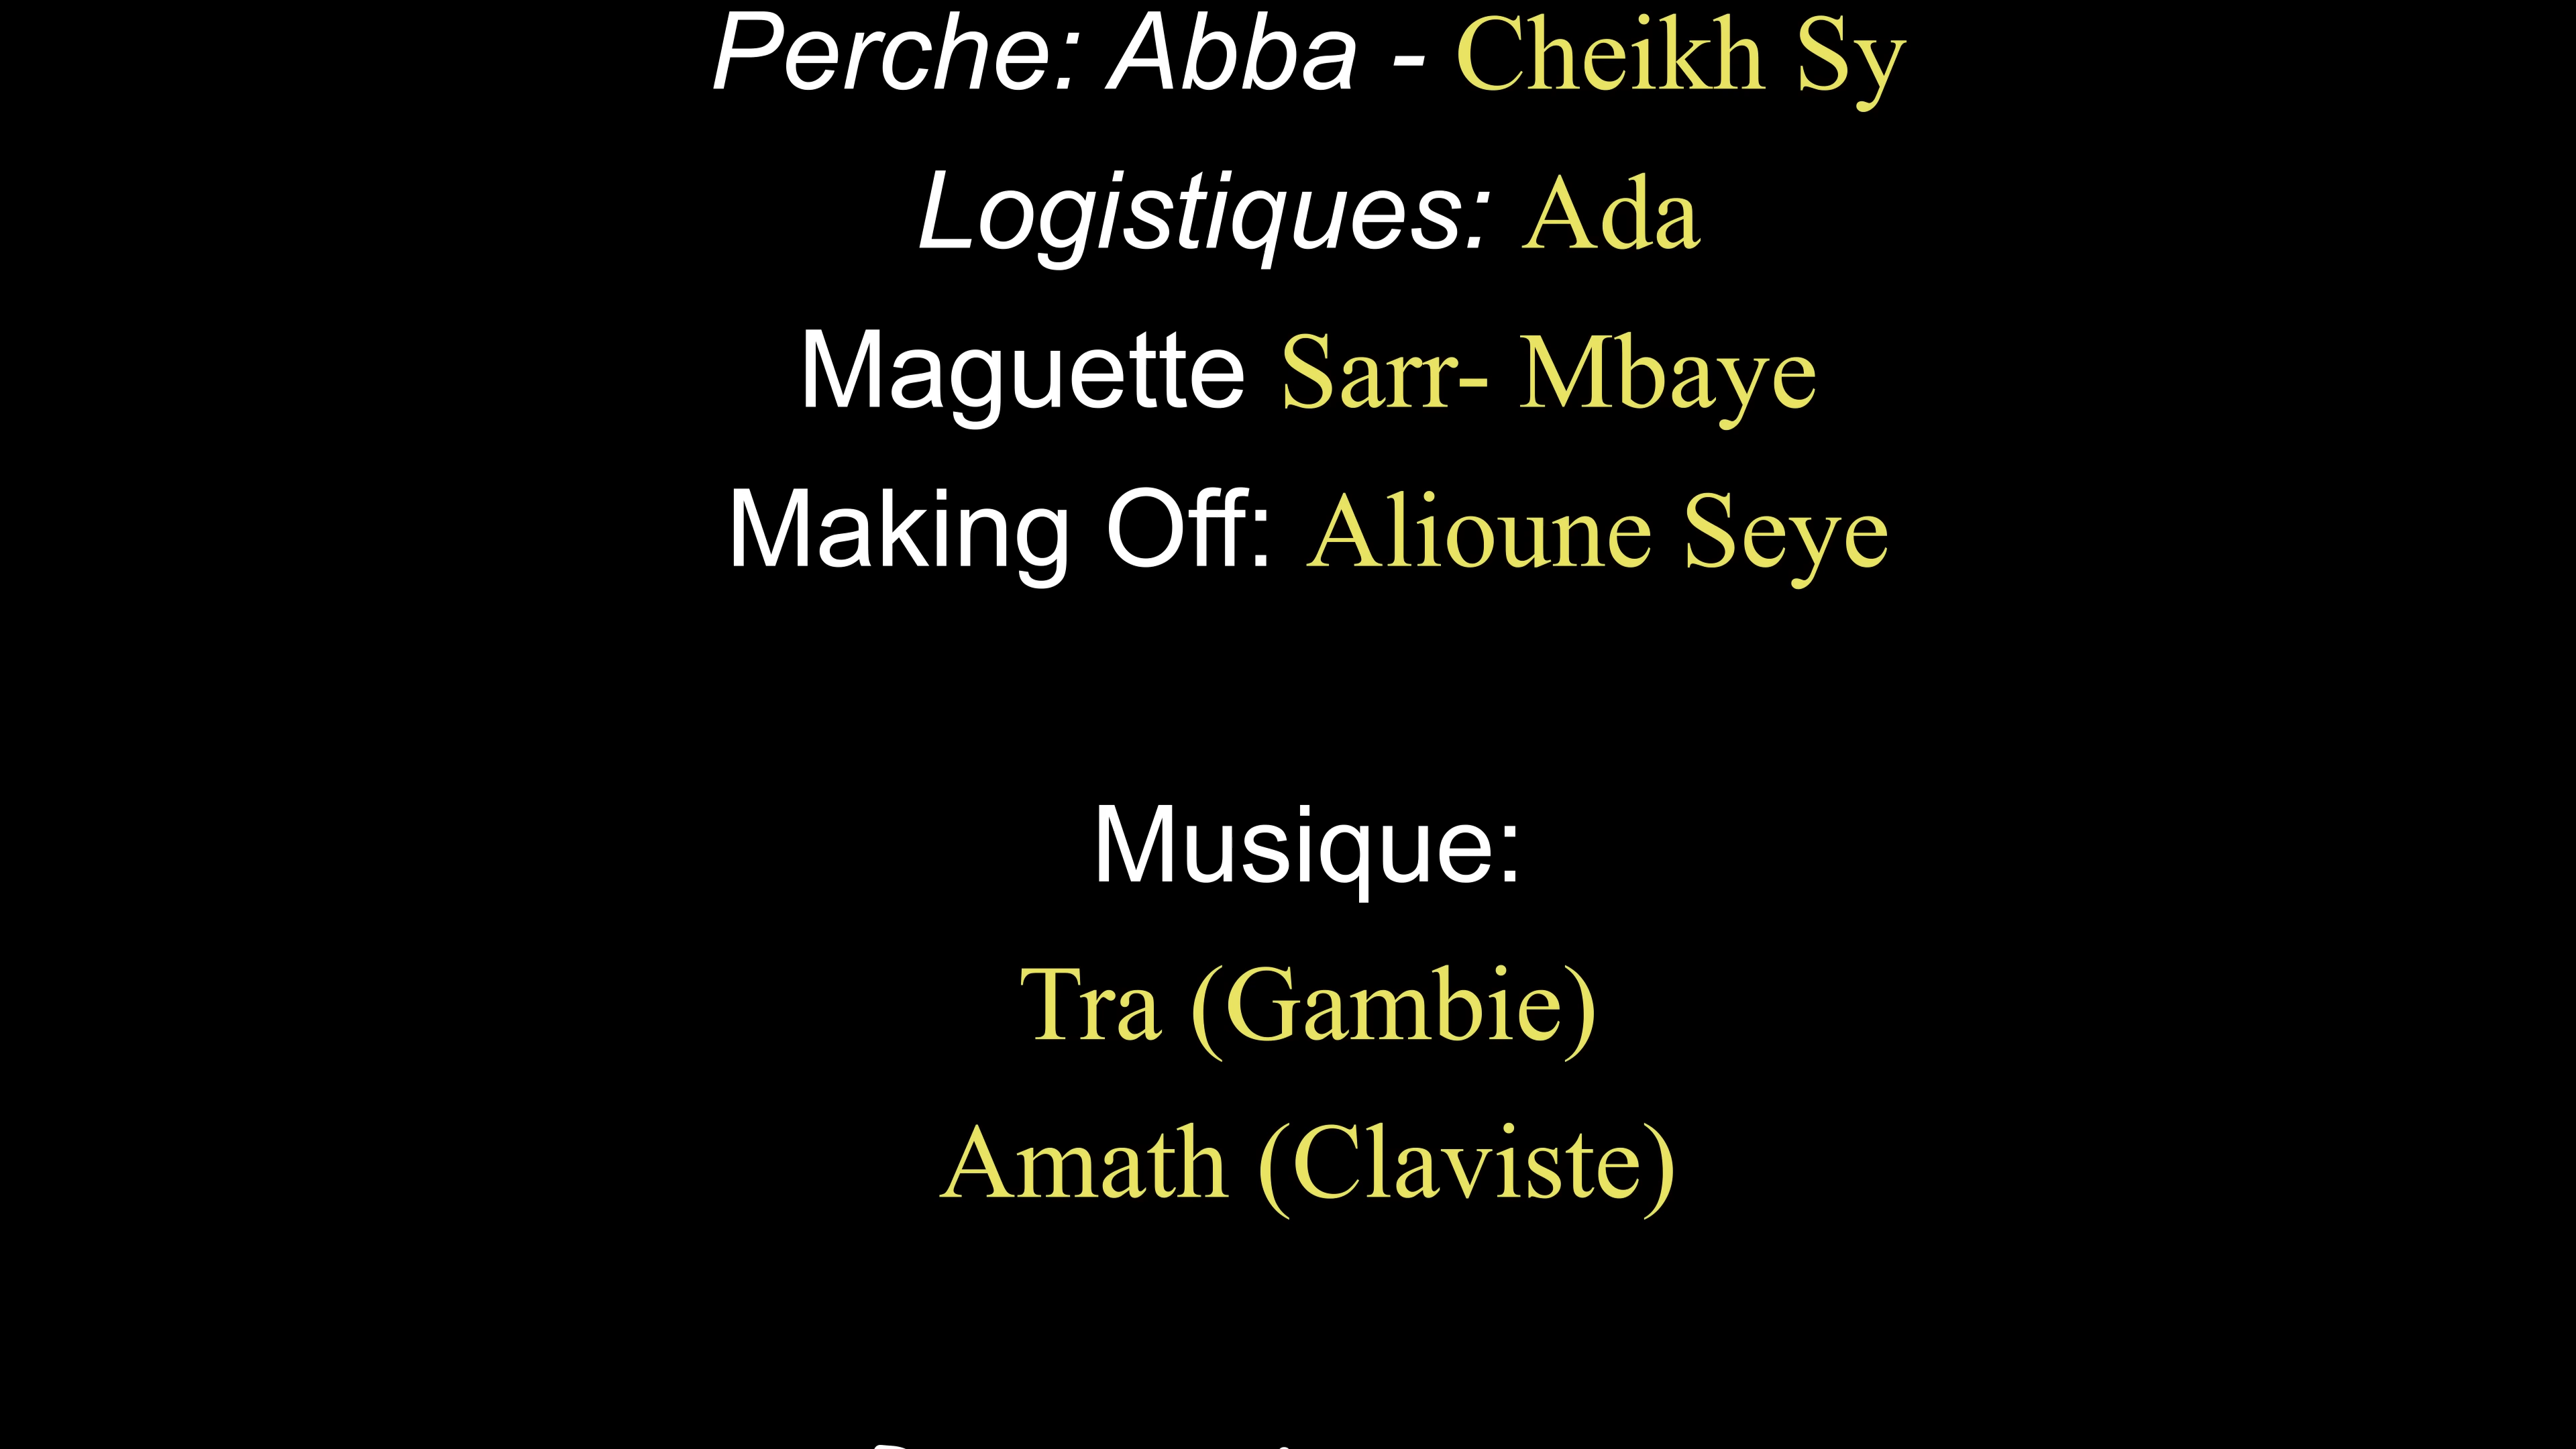 Perche: Abba - Cheikh Sy
Logistiques: Ada
Maguette Sarr- Mbaye
Making Off: Alioune Seye
Musique:
Tra (Gambie)
Amath (Claviste)